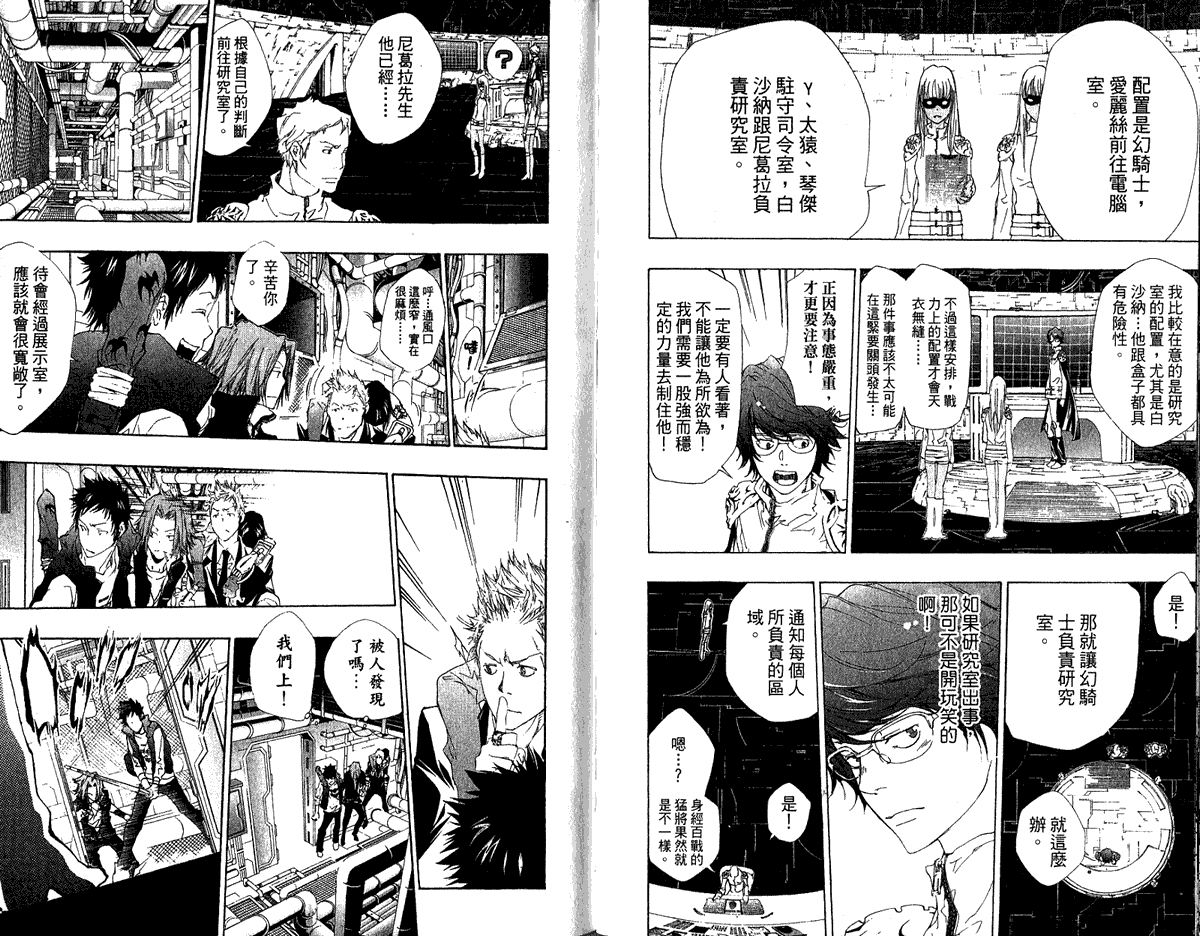 配置是幻騎士，
愛麗絲前往電腦
室。
γ、太猿、琴傑
駐守司令室，白
沙納跟尼葛拉負
責研究室。
我比較在意的是研究
室的配置，尤其是白
沙納…他跟盒子都具
有危險性。
不過這樣安排，戰
力上的配置才會天
衣無縫……
那件事應該不太可能
在這緊要關頭發生…
正因為事態嚴重，
才更要注意！
一定要有人看著，
不能讓他為所欲為！
我們需要一股強而穩
定的力量去制住他！
是！
那就讓幻騎
士負責研究
室。
就這麼
辦。
如果研究室出事
那可不是開玩笑的
啊！
通知每個人
所負責的區
域。
是！
嗯…？
身經百戰的
猛將果然就
是不一樣。
？
尼葛拉先生
他已經……
根據自己的判斷
前往研究室了。
呼…通風口
這麼窄，實在
很麻煩…
辛苦你
了。
待會經過展示室，
應該就會很寬敞了。
被人發現
了嗎…
我們上！